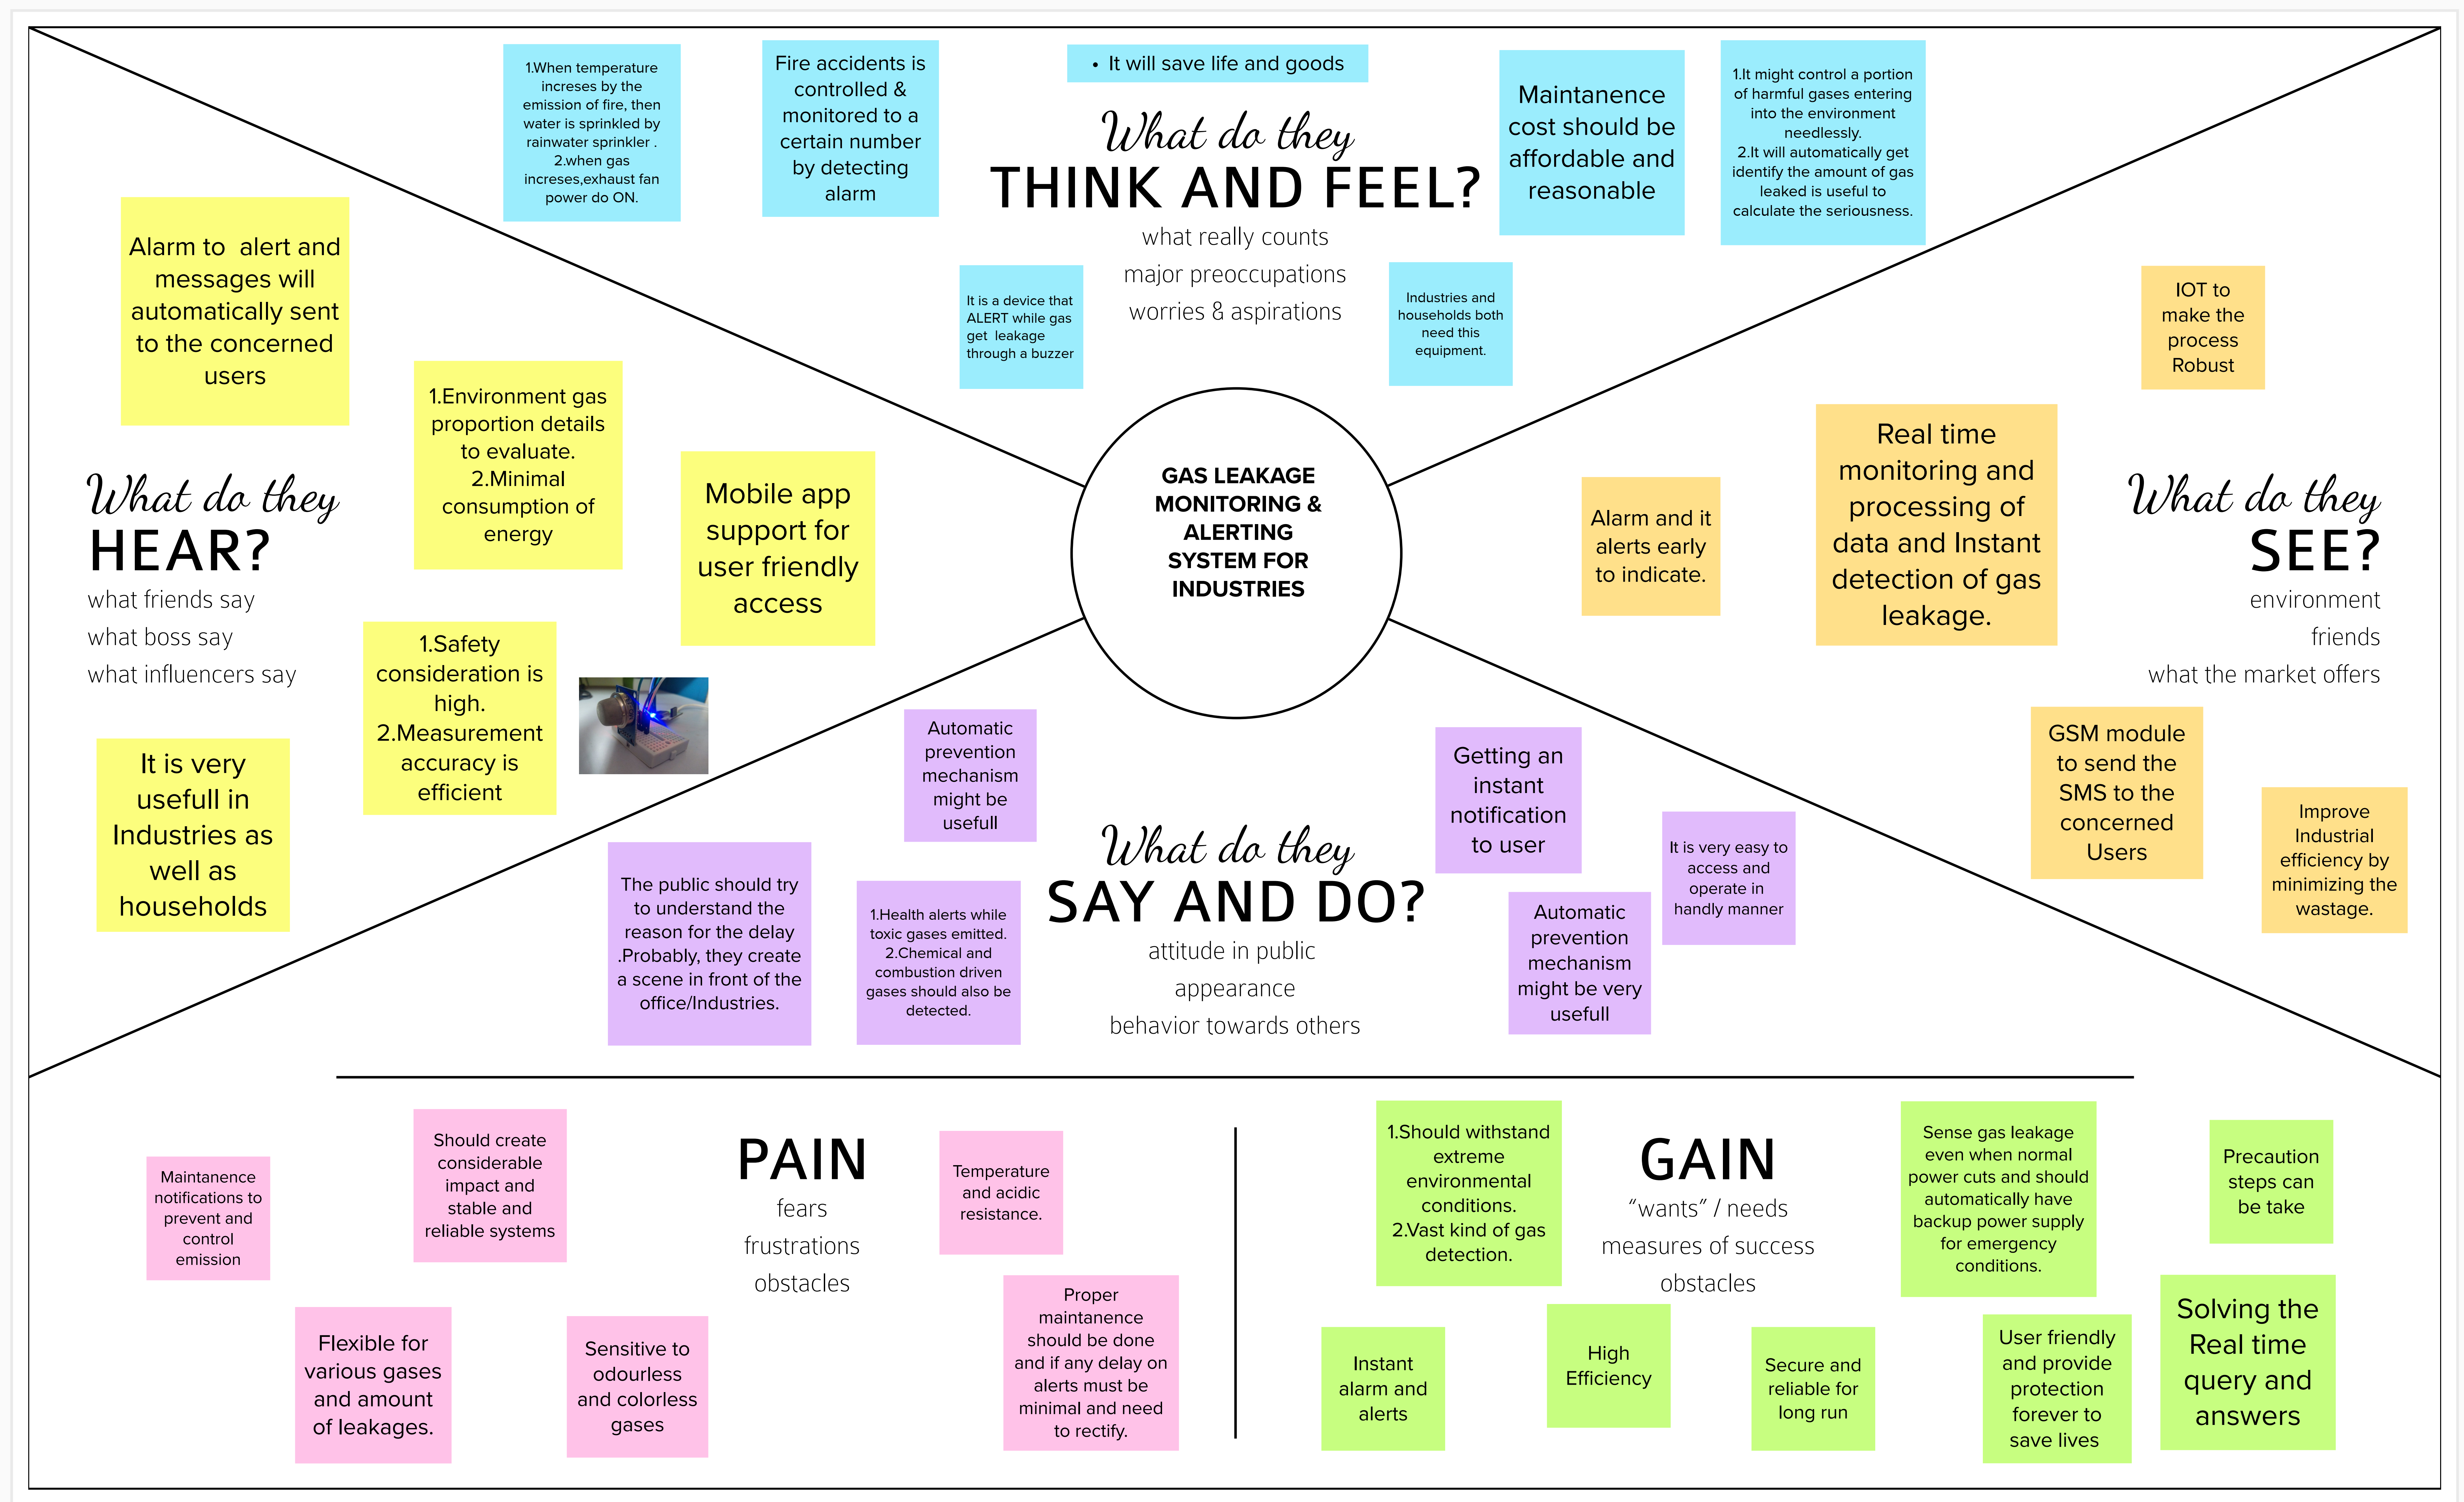 1.When temperature
increses by the
emission of fire, then
water is sprinkled by
rainwater sprinkler .
2.when gas
increses,exhaust fan
power do ON.
Fire accidents is
controlled &
monitored to a
certain number
by detecting
alarm
• It will save life and goods
What do they
THINK AND FEEL?
what really counts
major preoccupations
worries & aspirations
Maintanence
cost should be
affordable and
reasonable
1.It might control a portion
of harmful gases entering
into the environment
needlessly.
2.It will automatically get
identify the amount of gas
leaked is useful to
calculate the seriousness.
It is a device that
ALERT while gas
get leakage
through a buzzer
Industries and
households both
need this
equipment.
Alarm to alert and
messages will
automatically sent
to the concerned
users
1.Environment gas
proportion details
to evaluate.
2.Minimal
consumption of
energy
Mobile app
support for
user friendly
access
What do they
HEAR?
what friends say
what boss say
what influencers say
1.Safety
consideration is
high.
2.Measurement
accuracy is
efficient
It is very
usefull in
Industries as
well as
households
GAS LEAKAGE
MONITORING &
ALERTING
SYSTEM FOR
INDUSTRIES
IOT to
make the
process
Robust
Real time
monitoring and
processing of
data and Instant
detection of gas
leakage.
Alarm and it
alerts early
to indicate.
What do they
SEE?
environment
friends
what the market offers
GSM module
to send the
SMS to the
concerned
Users
Improve
Industrial
efficiency by
minimizing the
wastage.
Automatic
prevention
mechanism
might be
usefull
The public should try
to understand the
reason for the delay
.Probably, they create
a scene in front of the
office/Industries.
1.Health alerts while
toxic gases emitted.
2.Chemical and
combustion driven
gases should also be
detected.
What do they
SAY AND DO?
attitude in public
appearance
behavior towards others
Getting an
instant
notification
to user
It is very easy to
access and
operate in
handly manner
Automatic
prevention
mechanism
might be very
usefull
Maintanence
notifications to
prevent and
control
emission
Should create
considerable
impact and
stable and
reliable systems
PAIN
fears
frustrations
obstacles
Temperature
and acidic
resistance.
Flexible for
various gases
and amount
of leakages.
Sensitive to
odourless
and colorless
gases
Proper
maintanence
should be done
and if any delay on
alerts must be
minimal and need
to rectify.
1.Should withstand
extreme
environmental
conditions.
2.Vast kind of gas
detection.
GAIN
“wants” / needs
measures of success
obstacles
Sense gas leakage
even when normal
power cuts and should
automatically have
backup power supply
for emergency
conditions.
Precaution
steps can
be take
Instant
alarm and
alerts
High
Efficiency
Secure and
reliable for
long run
User friendly
and provide
protection
forever to
save lives
Solving the
Real time
query and
answers